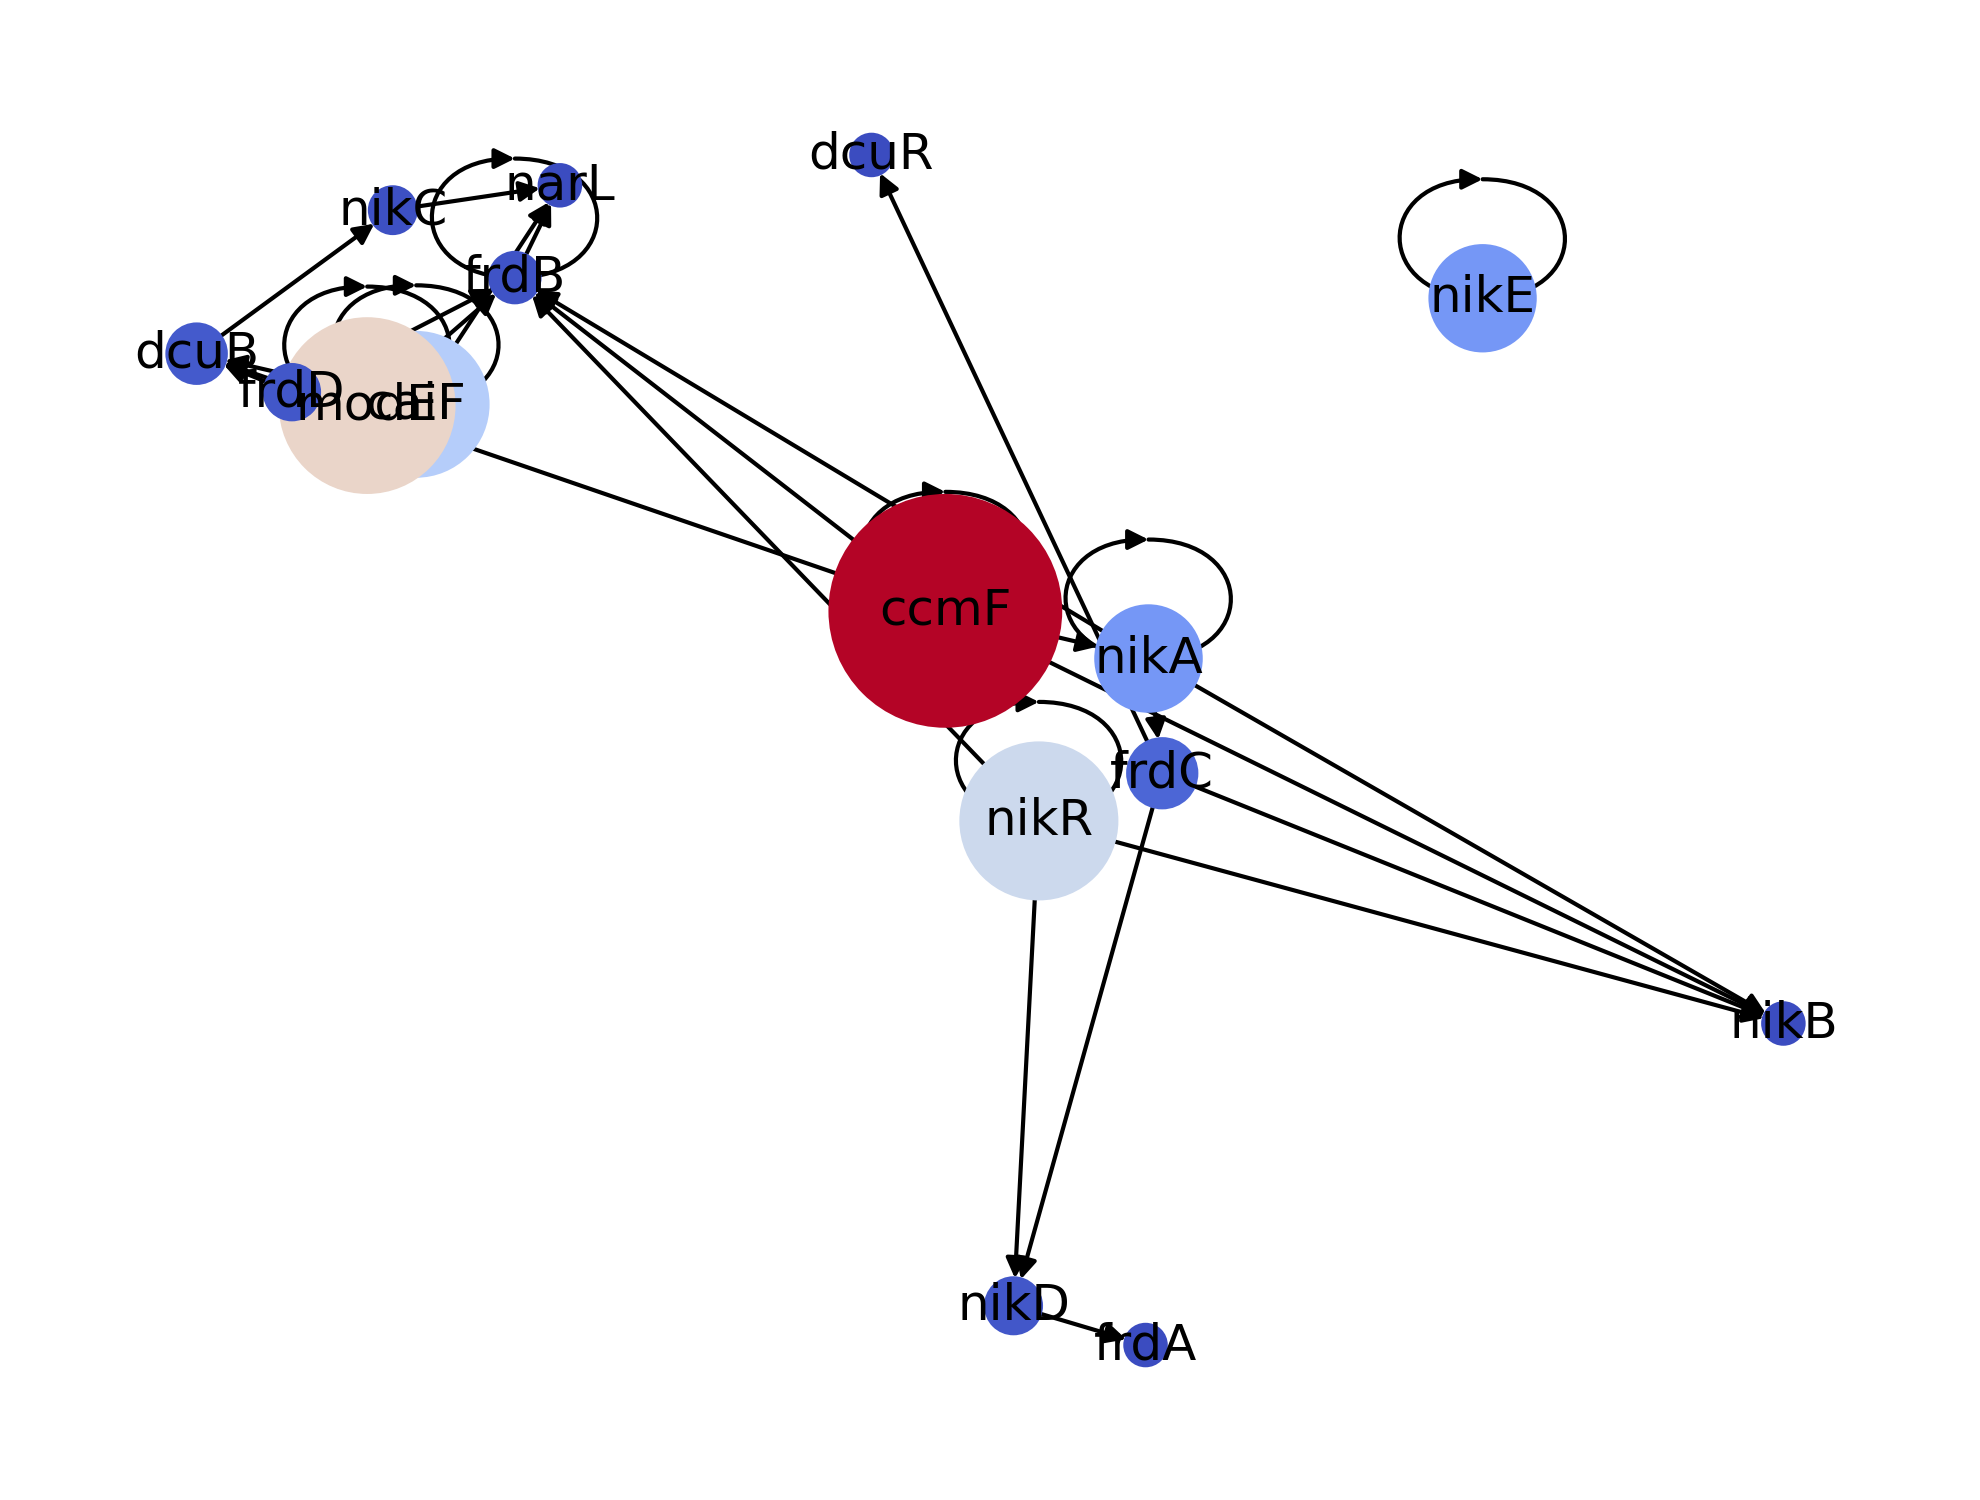 dcuR
narL
nikC
frdB
nikE
dcuB
frdD
modE
caiF
ccmF
nikA
frdC
nikR
nikB
nikD
frdA